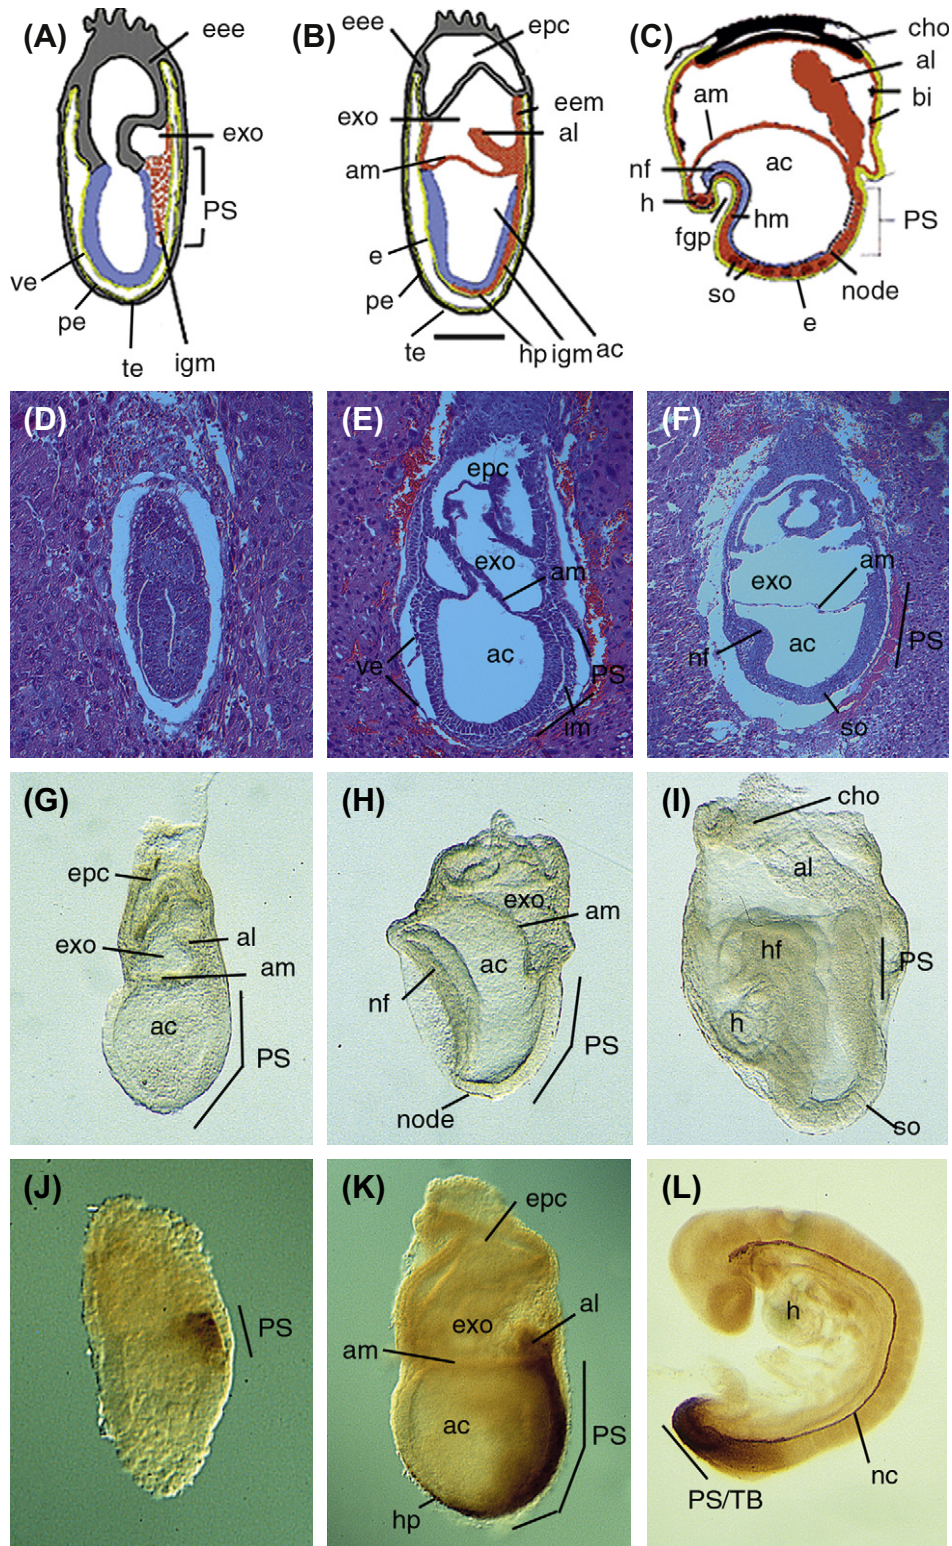 (A)
eee
exo
PS
ve
pe
te
igm
(B)
eee
epc
exo
eem
al
am
e
pe
te
hp igm ac
(C)
cho
al
bi
am
ac
nf
h
fgp
hm
PS
so
node
e
(D)
(E)
epc
exo
am
ac
ve
PS
im
(F)
exo
am
ac
nf
PS
so
(G)
epc
exo
al
am
ac
PS
(H)
exo
am
ac
nf
PS
node
(I)
cho
al
hf
PS
h
so
(J)
PS
(K)
epc
al
exo
am
ac
PS
hp
(L)
h
nc
PS/TB